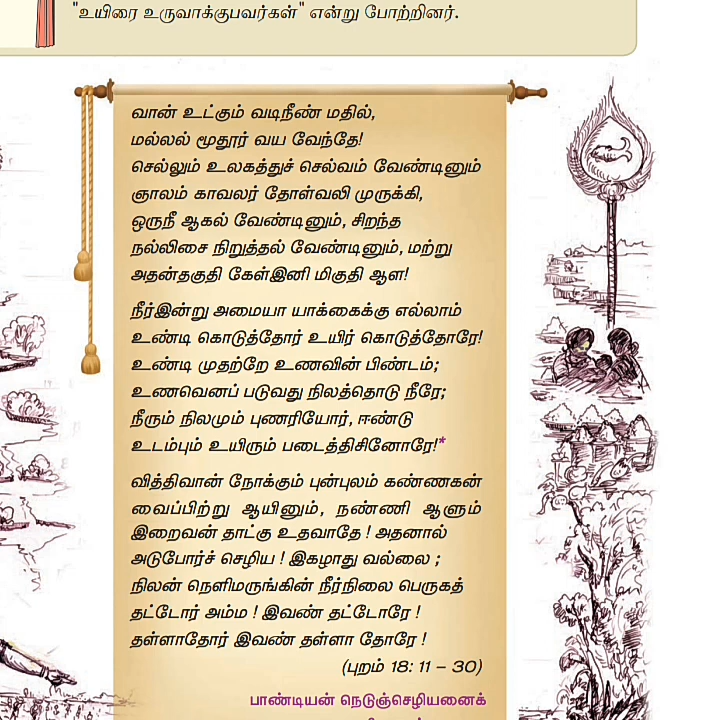 "உயிரை உருவாக்குபவர்கள்" என்று போற்றினர்.
வான் உட்கும் வடிநீண் மதில்,
மல்லல் மூதூர் வய வேந்தே!
செல்லும் உலகத்துச் செல்வம் வேண்டினும்
ஞாலம் காவலர் தோள்வலி முருக்கி,
ஒருநீ ஆகல் வேண்டினும், சிறந்த
நல்லிசை நிறுத்தல் வேண்டினும், மற்று
அதன்தகுதி கேள்இனி மிகுதி ஆள!
நீர்இன்று அமையா யாக்கைக்கு எல்லாம்
உண்டி கொடுத்தோர் உயிர் கொடுத்தோரே!
உண்டி முதற்றே உணவின் பிண்டம்;
உணவெனப் படுவது நிலத்தொடு நீரே;
நீரும் நிலமும் புணரியோர், ஈண்டு
உடம்பும் உயிரும் படைத்திசினோரே!*
வித்திவான் நோக்கும் புன்புலம் கண்ணகன்
வைப்பிற்று ஆயினும், நண்ணி ஆளும்
இறைவன் தாட்கு உதவாதே ! அதனால்
அடுபோர்ச் செழிய ! இகழாது வல்லை ;
நிலன் நெளிமருங்கின் நீர்நிலை பெருகத்
தட்டோர் அம்ம ! இவண் தட்டோரே !
தள்ளாதோர் இவண் தள்ளா தோரே !
(புறம் 18: 11 – 30)
பாண்டியன் நெடுஞ்செழியனைக்